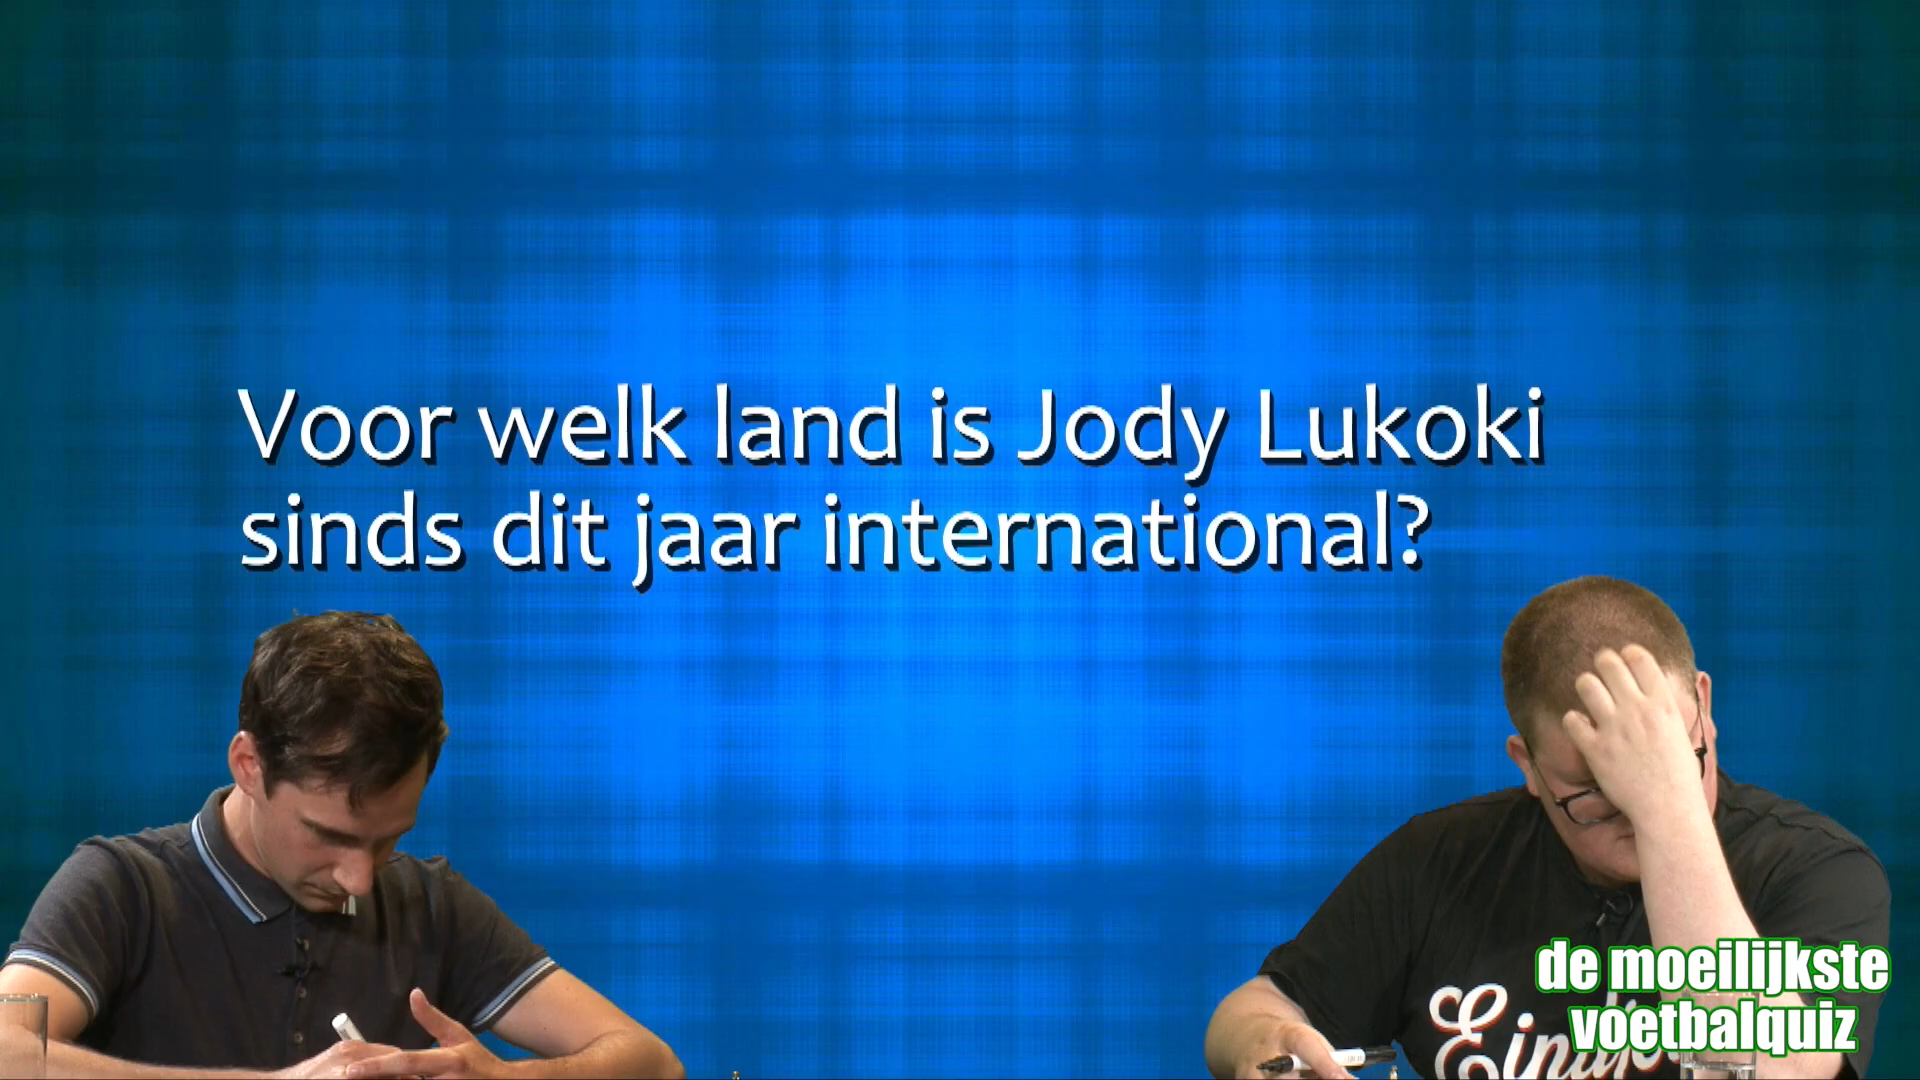 Voor welk land is Jody Lukoki
sinds dit jaar international?
de moeilijkste
voetbalquiz